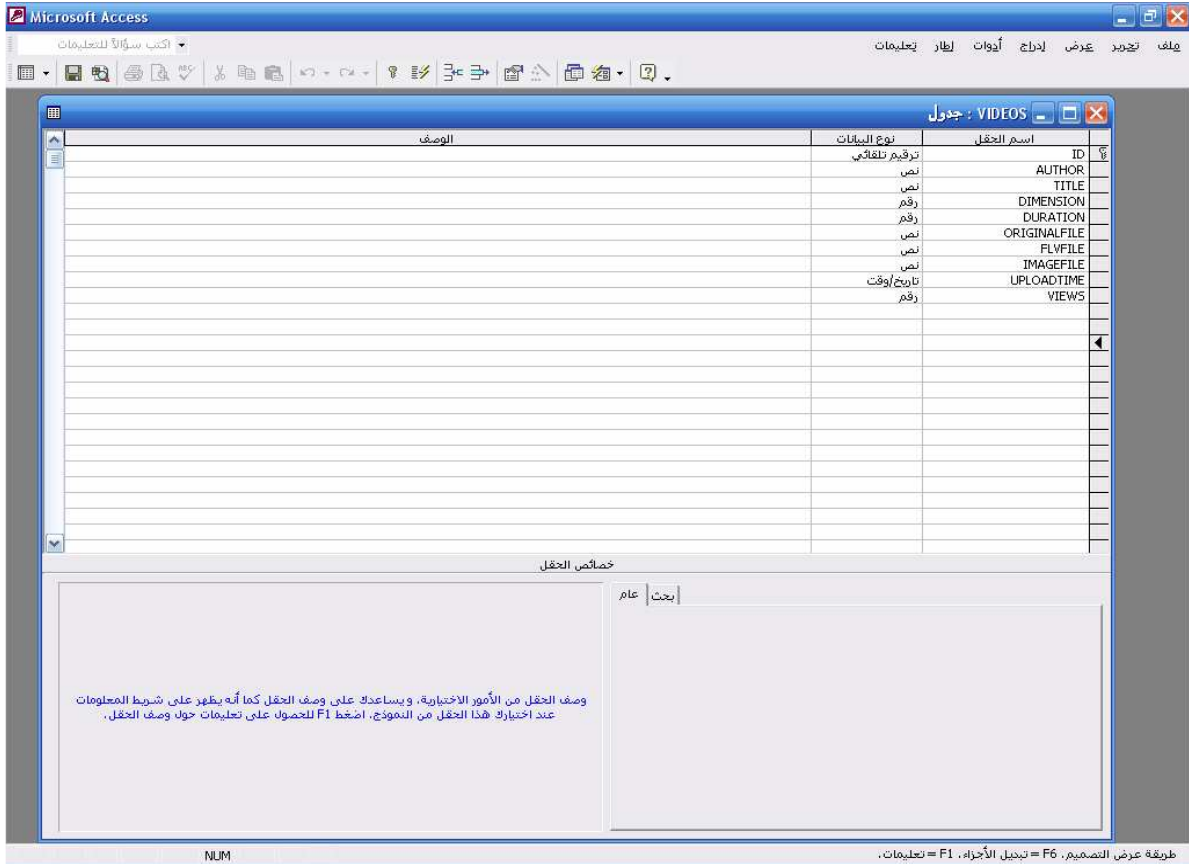 Microsoft Access
ملف تحرير عرض إدراج أدوات إطار تعليمات
اكتب سؤالاً للتعليمات
VIDEOS : جدول
اسم الحقل نوع البيانات الوصف
ID ترقيم تلقائي
AUTHOR نص
TITLE نص
DIMENSION رقم
DURATION رقم
ORIGINALFILE نص
FLVFILE نص
IMAGEFILE نص
UPLOADTIME تاريخ/وقت
VIEWS رقم
خصائص الحقل
عام بحث
وصف الحقل من الأمور الاختيارية، ويساعدك على وصف الحقل كما أنه يظهر على شريط المعلومات
عند اختيارك هذا الحقل من النموذج. اضغط F1 للحصول على تعليمات حول وصف الحقل.
طريقة عرض التصميم. F6 = تبديل الأجزاء. F1 = تعليمات.
NUM